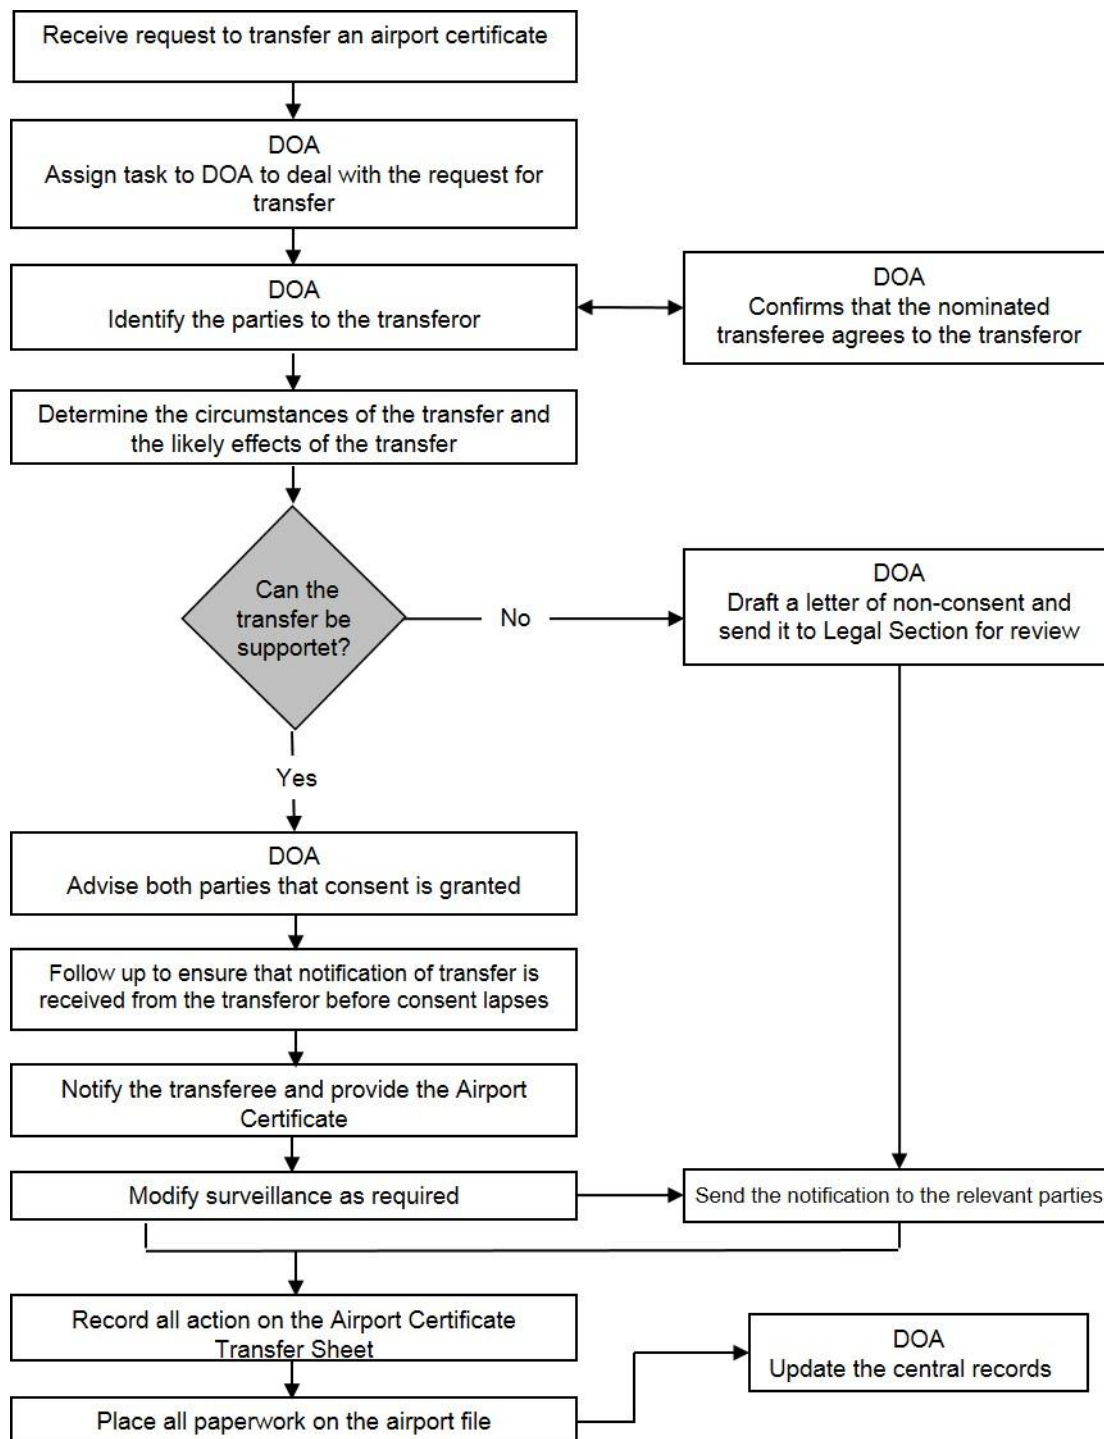 Receive request to transfer an airport certificate
DOA
Assign task to DOA to deal with the request for
transfer
DOA
Identify the parties to the transferor
DOA
Confirms that the nominated
transferee agrees to the transferor
Determine the circumstances of the transfer and
the likely effects of the transfer
Can the
transfer be
supportet?
No
DOA
Draft a letter of non-consent and
send it to Legal Section for review
Yes
DOA
Advise both parties that consent is granted
Follow up to ensure that notification of transfer is
received from the transferor before consent lapses
Notify the transferee and provide the Airport
Certificate
Modify surveillance as required
Send the notification to the relevant parties
Record all action on the Airport Certificate
Transfer Sheet
DOA
Update the central records
Place all paperwork on the airport file